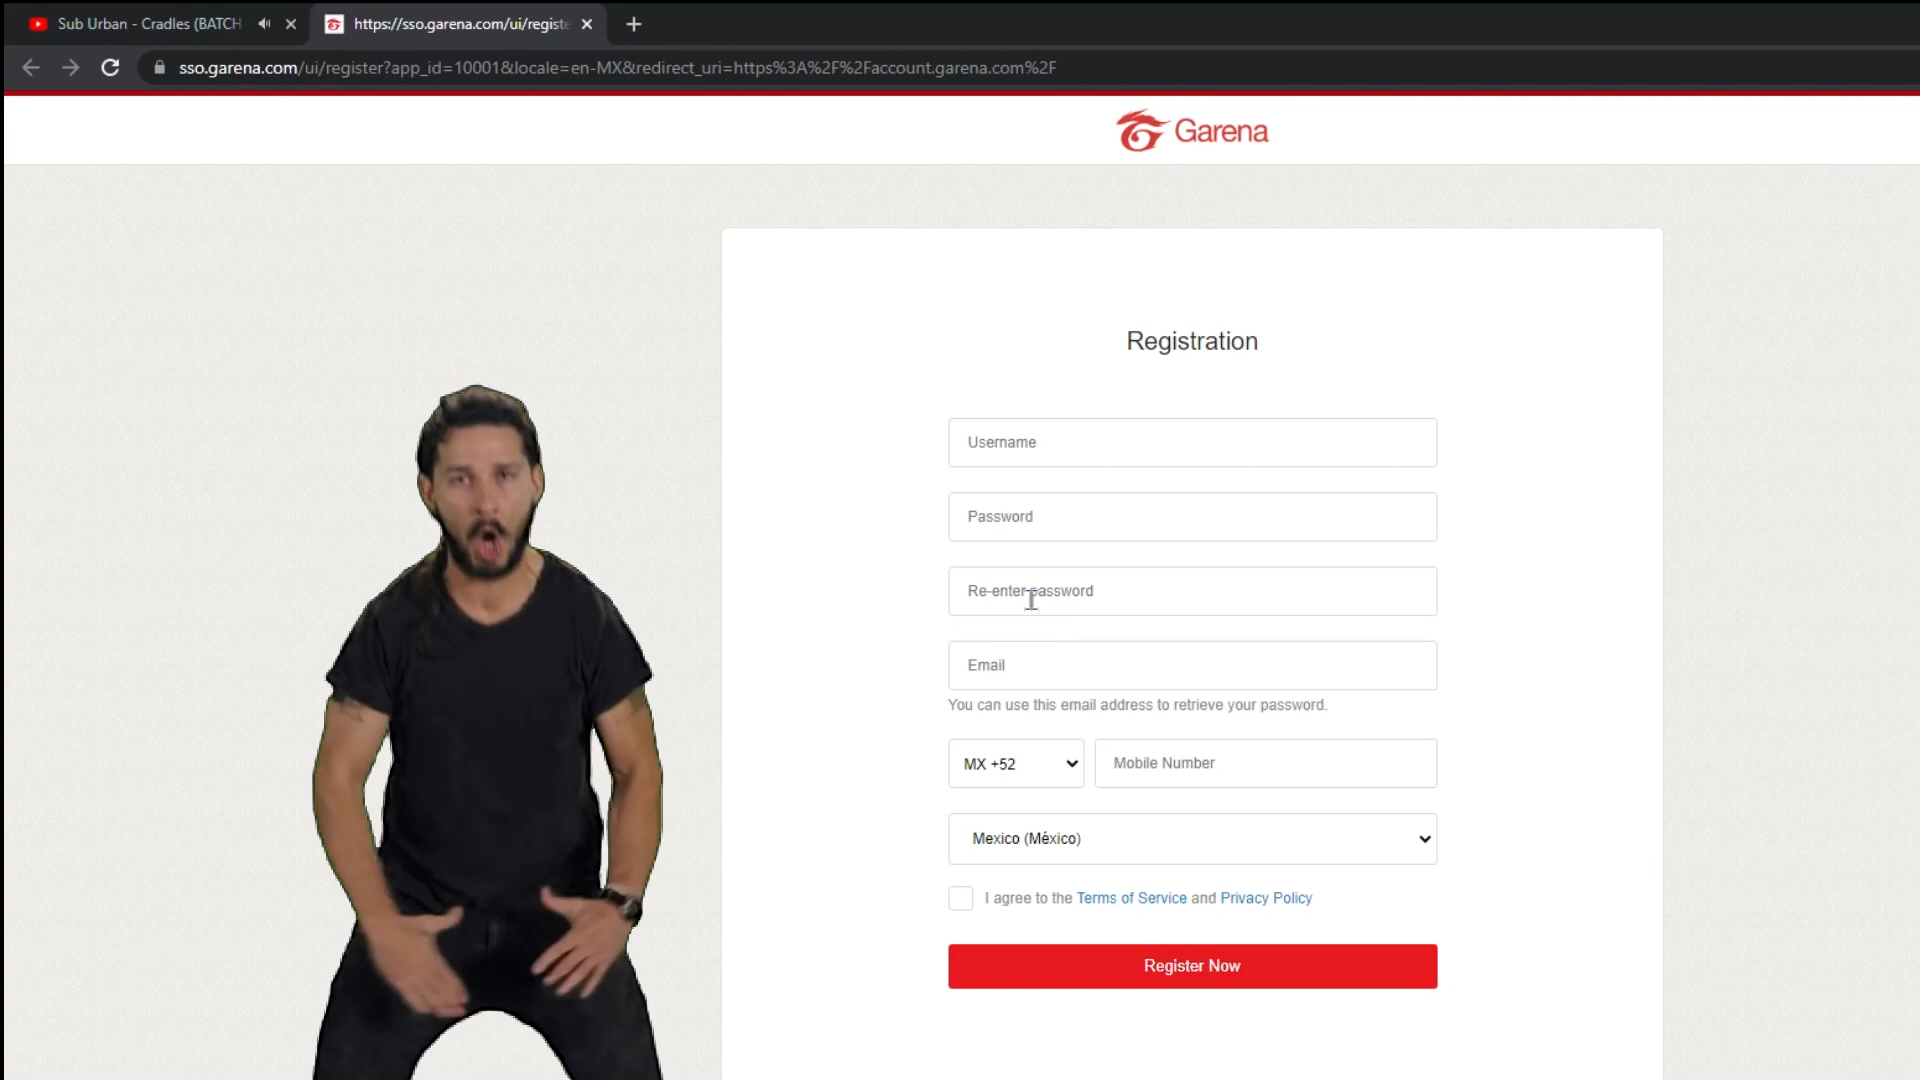 Sub Urban - Cradles (BATCH
https://sso.garena.com/ui/registe
sso.garena.com/ui/register?app_id=10001&locale=en-MX&redirect_uri=https%3A%2F%2Faccount.garena.com%2F
Garena
Registration
Username
Password
Re-enter password
Email
You can use this email address to retrieve your password.
MX +52
Mobile Number
Mexico (México)
I agree to the Terms of Service and Privacy Policy
Register Now